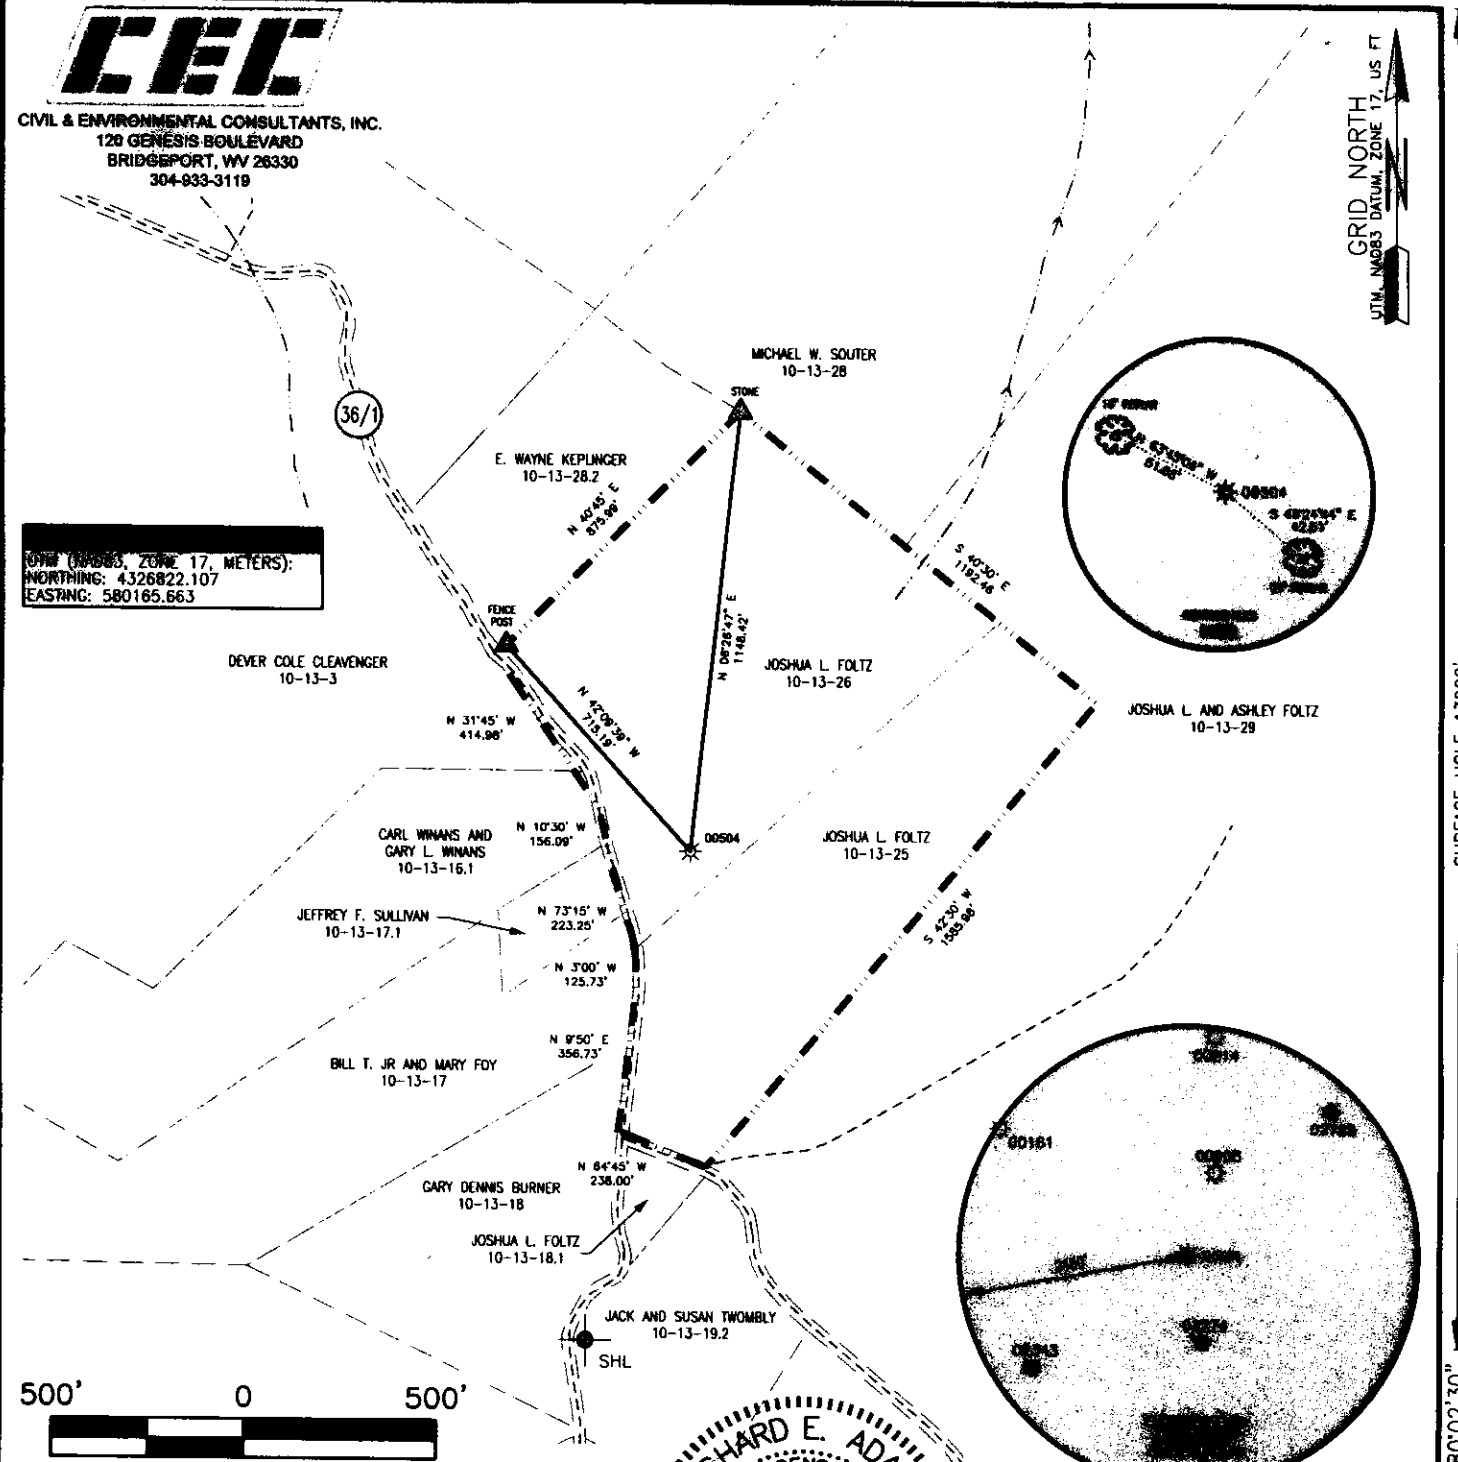 CEC
CIVIL & ENVIRONMENTAL CONSULTANTS, INC.
120 GENESIS BOULEVARD
BRIDGEPORT, WV 26330
304-933-3119
GRID NORTH
UTM, NAD83 DATUM, ZONE 17, US FT
36/1
MICHAEL W. SOUTER
10-13-28
STONE
E. WAYNE KEPLINGER
10-13-28.2
N 40°45' E
875.99'
UTM (NAD83, ZONE 17, METERS):
NORTHING: 4326822.107
EASTING: 580165.663
FENCE
POST
S 40°30' E
1192.46
N 08°26'47" E
1148.42'
00504
DEVER COLE CLEAVENGER
10-13-3
JOSHUA L. FOLTZ
10-13-26
N 42°09'39" W
715.19'
JOSHUA L. AND ASHLEY FOLTZ
10-13-29
N 31°45' W
414.98'
CARL WINANS AND
GARY L. WINANS
10-13-16.1
N 10°30' W
156.09'
00504
JOSHUA L. FOLTZ
10-13-25
JEFFREY F. SULLIVAN
10-13-17.1
N 73°15' W
223.25'
S 42°30' W
1585.98'
N 3°00' W
125.73'
N 9°50' E
356.73'
BILL T. JR AND MARY FOY
10-13-17
00161
N 64°45' W
238.00'
GARY DENNIS BURNER
10-13-18
JOSHUA L. FOLTZ
10-13-18.1
JACK AND SUSAN TWOMBLY
10-13-19.2
SHL
500' 0 500'